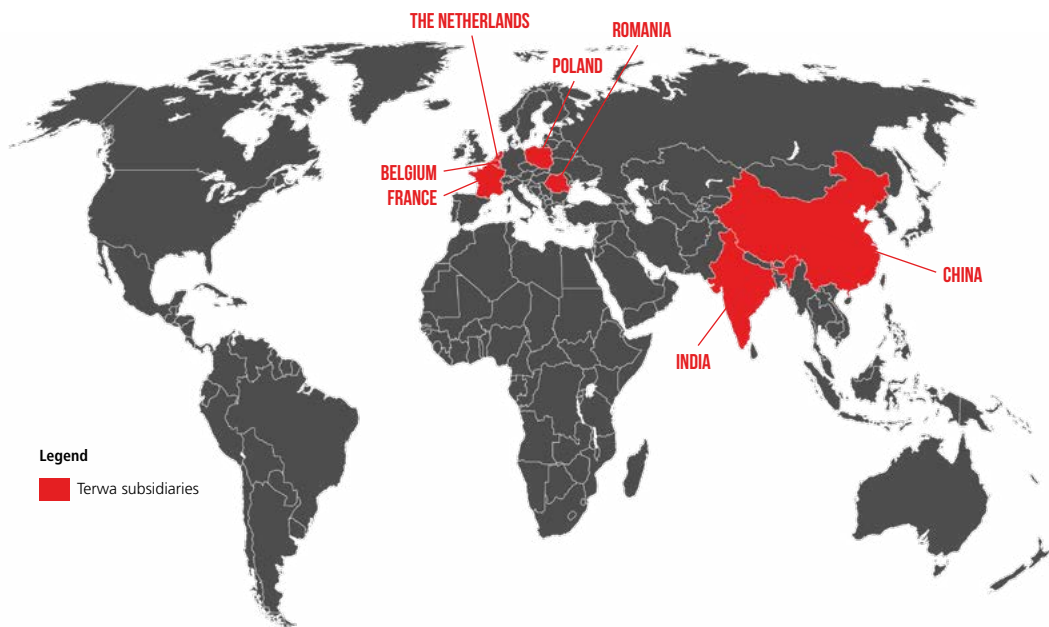 THE NETHERLANDS
ROMANIA
POLAND
BELGIUM
FRANCE
CHINA
INDIA
Legend
Terwa subsidiaries